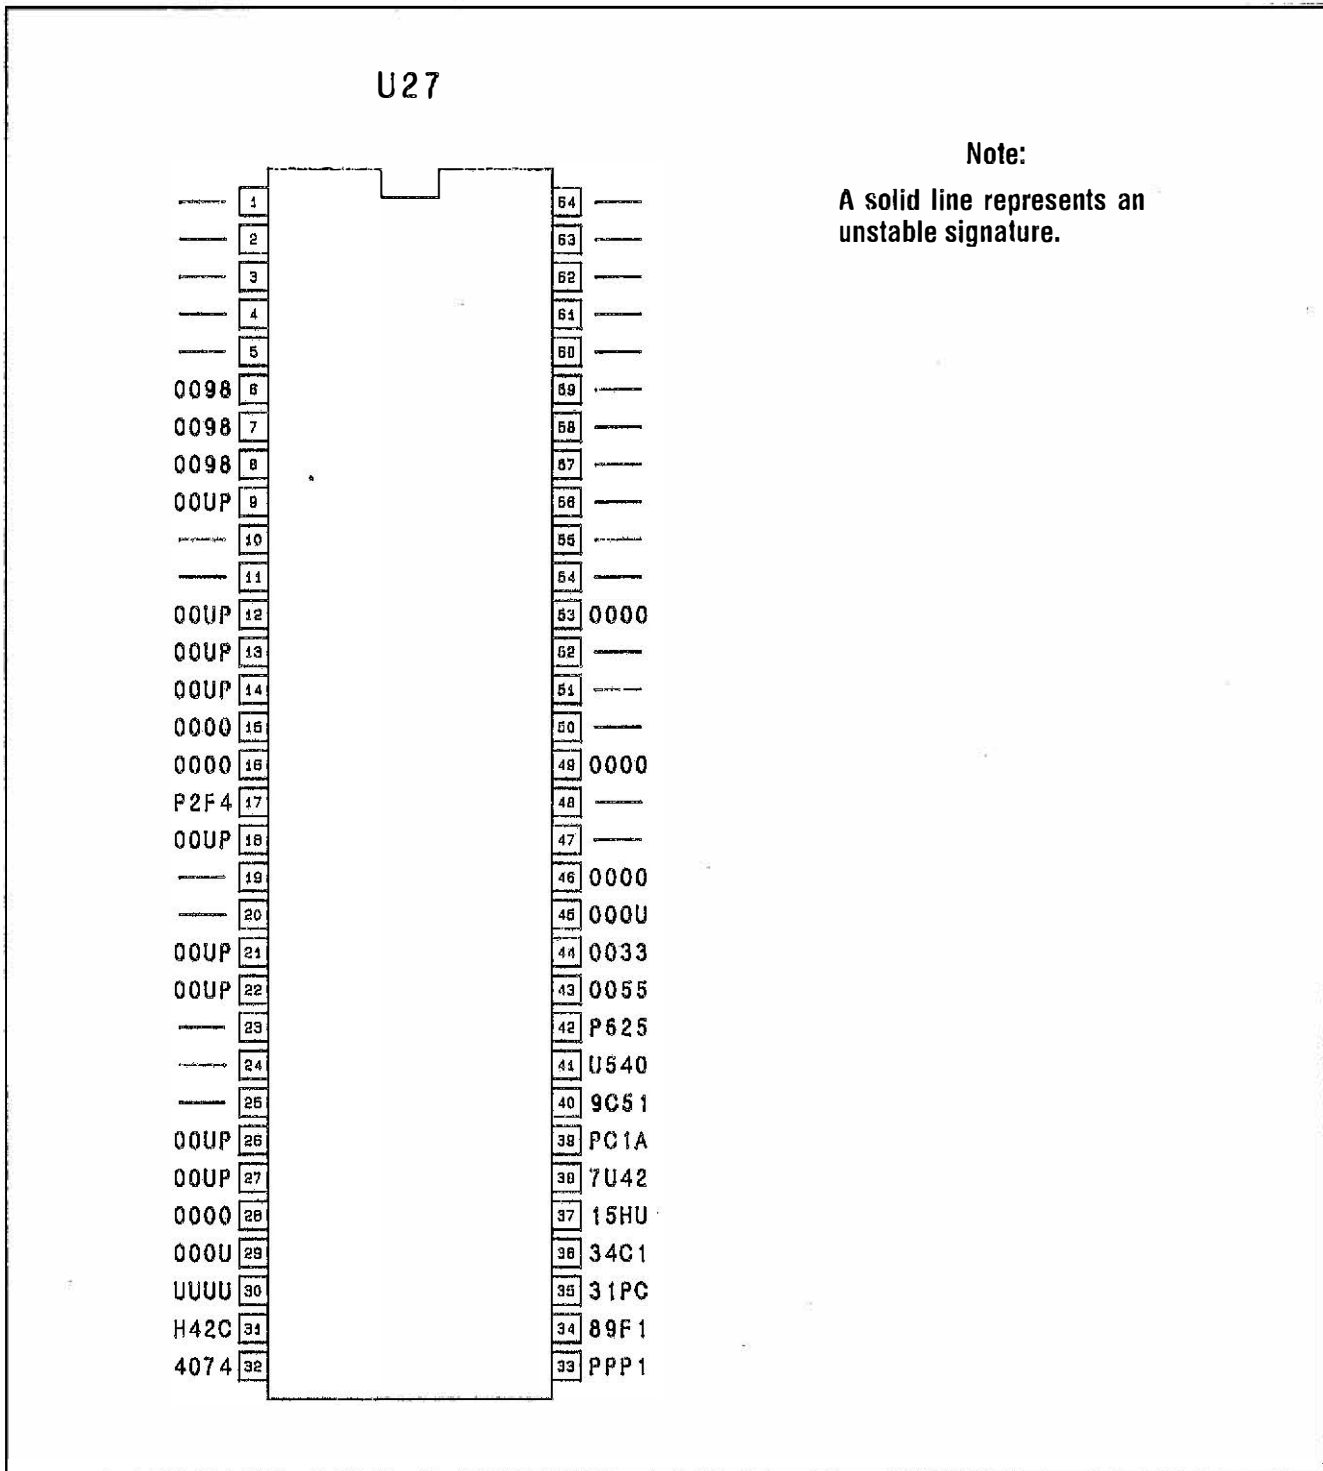 U27
Note:
A solid line represents an
unstable signature.
— 1 64 —
— 2 63 —
— 3 62 —
— 4 61 —
— 5 60 —
0098 6 59 —
0098 7 58 —
0098 8 57 —
00UP 9 56 —
— 10 55 —
— 11 54 —
00UP 12 53 0000
00UP 13 52 —
00UP 14 51 —
0000 15 50 —
0000 16 49 0000
P2F4 17 48 —
00UP 18 47 —
— 19 46 0000
— 20 45 000U
00UP 21 44 0033
00UP 22 43 0055
— 23 42 P625
— 24 41 U540
— 25 40 9C51
00UP 26 39 PC1A
00UP 27 38 7U42
0000 28 37 15HU
000U 29 36 34C1
UUUU 30 35 31PC
H42C 31 34 89F1
4074 32 33 PPP1